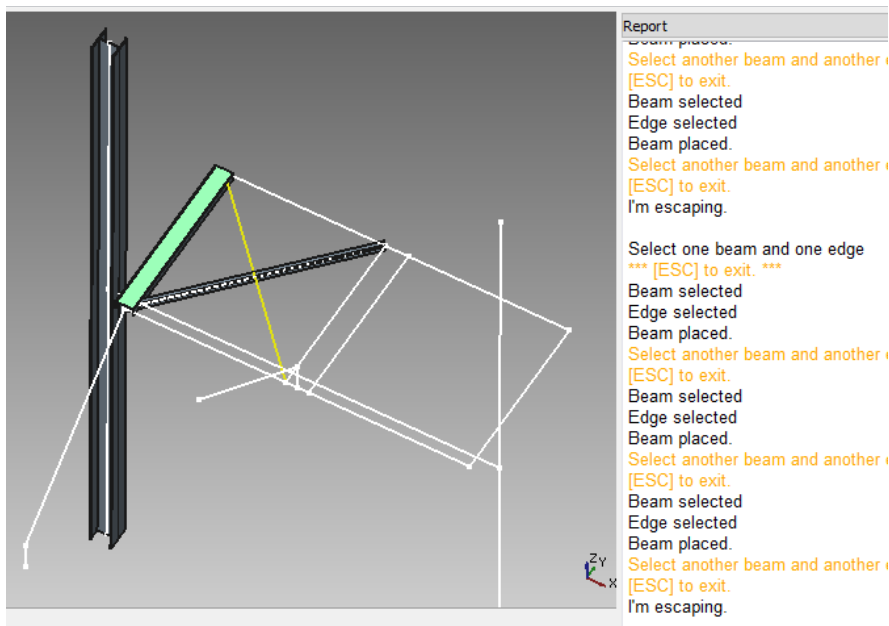 Report
Beam placed.
Select another beam and another
[ESC] to exit.
Beam selected
Edge selected
Beam placed.
Select another beam and another
[ESC] to exit.
I'm escaping.
Select one beam and one edge
*** [ESC] to exit. ***
Beam selected
Edge selected
Beam placed.
Select another beam and another
[ESC] to exit.
Beam selected
Edge selected
Beam placed.
Select another beam and another
[ESC] to exit.
Beam selected
Edge selected
Beam placed.
Select another beam and another
[ESC] to exit.
I'm escaping.
Z
Y
X